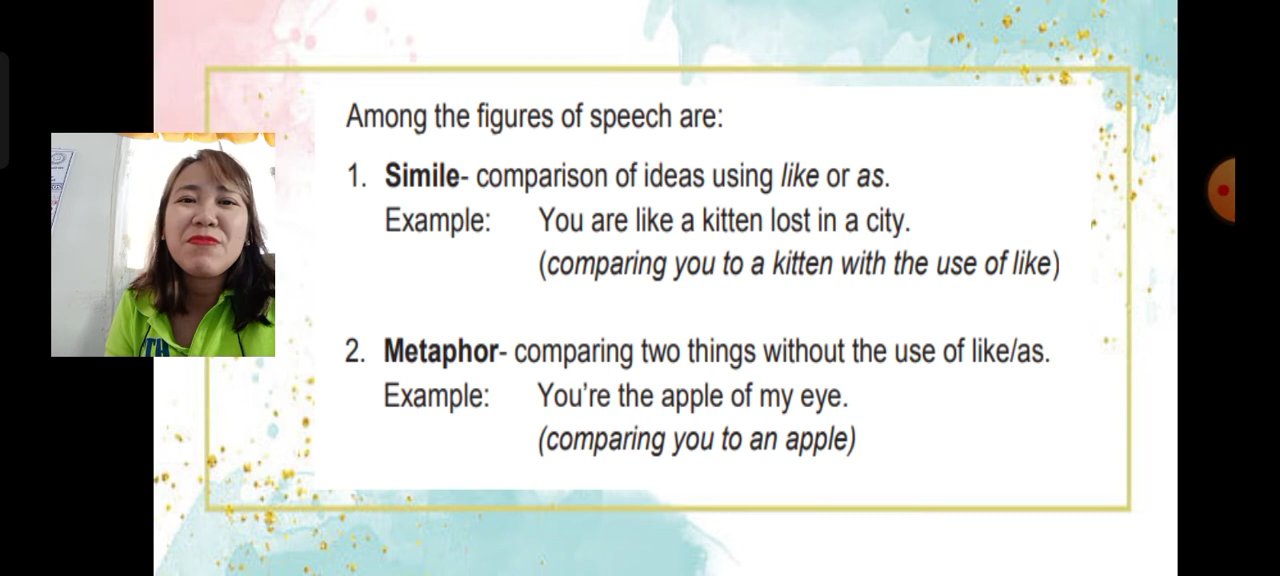 Among the figures of speech are:
1. Simile- comparison of ideas using like or as.
Example: You are like a kitten lost in a city.
(comparing you to a kitten with the use of like)
2. Metaphor- comparing two things without the use of like/as.
Example: You're the apple of my eye.
(comparing you to an apple)